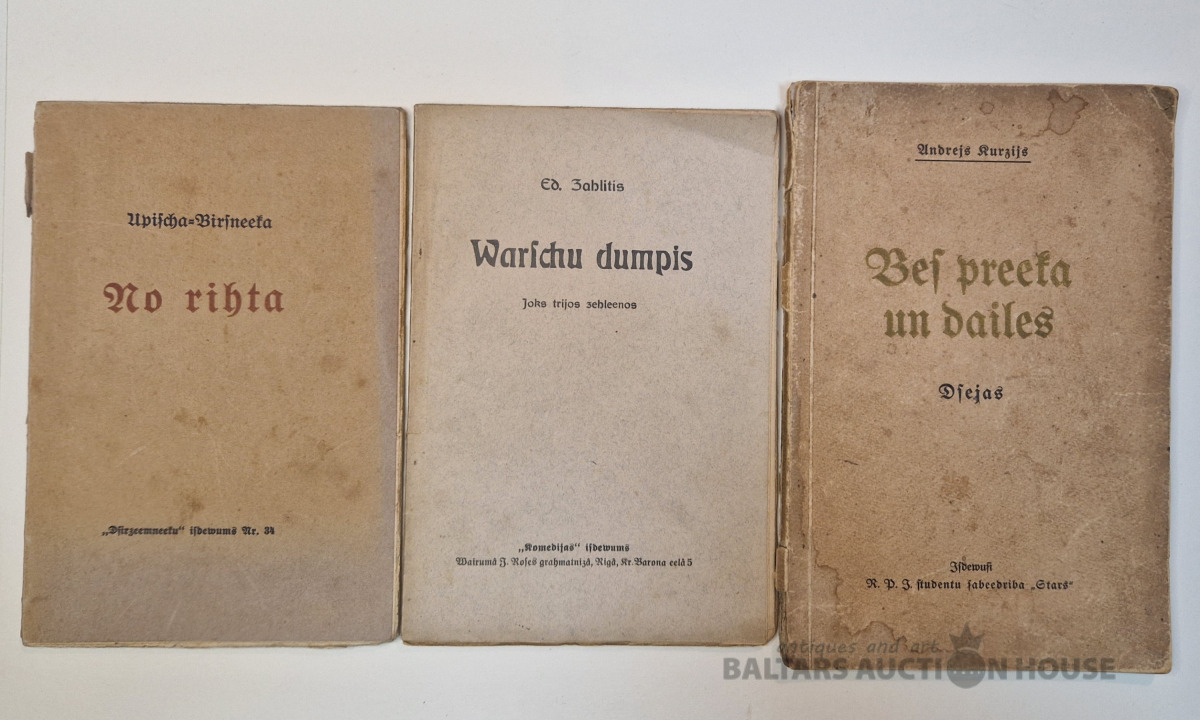 Upiſcha=Birſneeka
No rihta
„Dſirzeemneeku“ iſdewums Nr. 34
Ed. Zahlitis
Warſchu dumpis
Joks trijos zehleenos
„Komedijas“ iſdewums
Wairumā J. Roſes grahmatnizā, Rigā, Kr. Barona eelā 5
Andrejs Kurzijs
Beſ preeka
un dailes
Dſejas
Iſdewuſi
R. P. J. ſtudentu ſabeedriba „Stars“
antiques and art
BALTARS AUCTION HOUSE